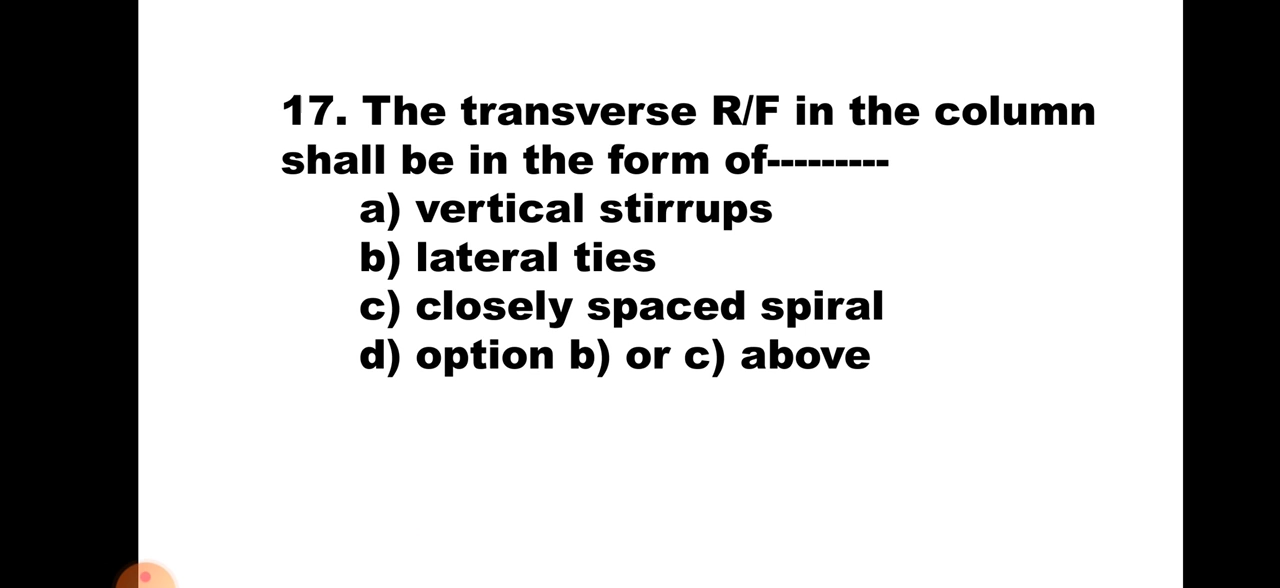 17. The transverse R/F in the column
shall be in the form of---------
a) vertical stirrups
b) lateral ties
c) closely spaced spiral
d) option b) or c) above